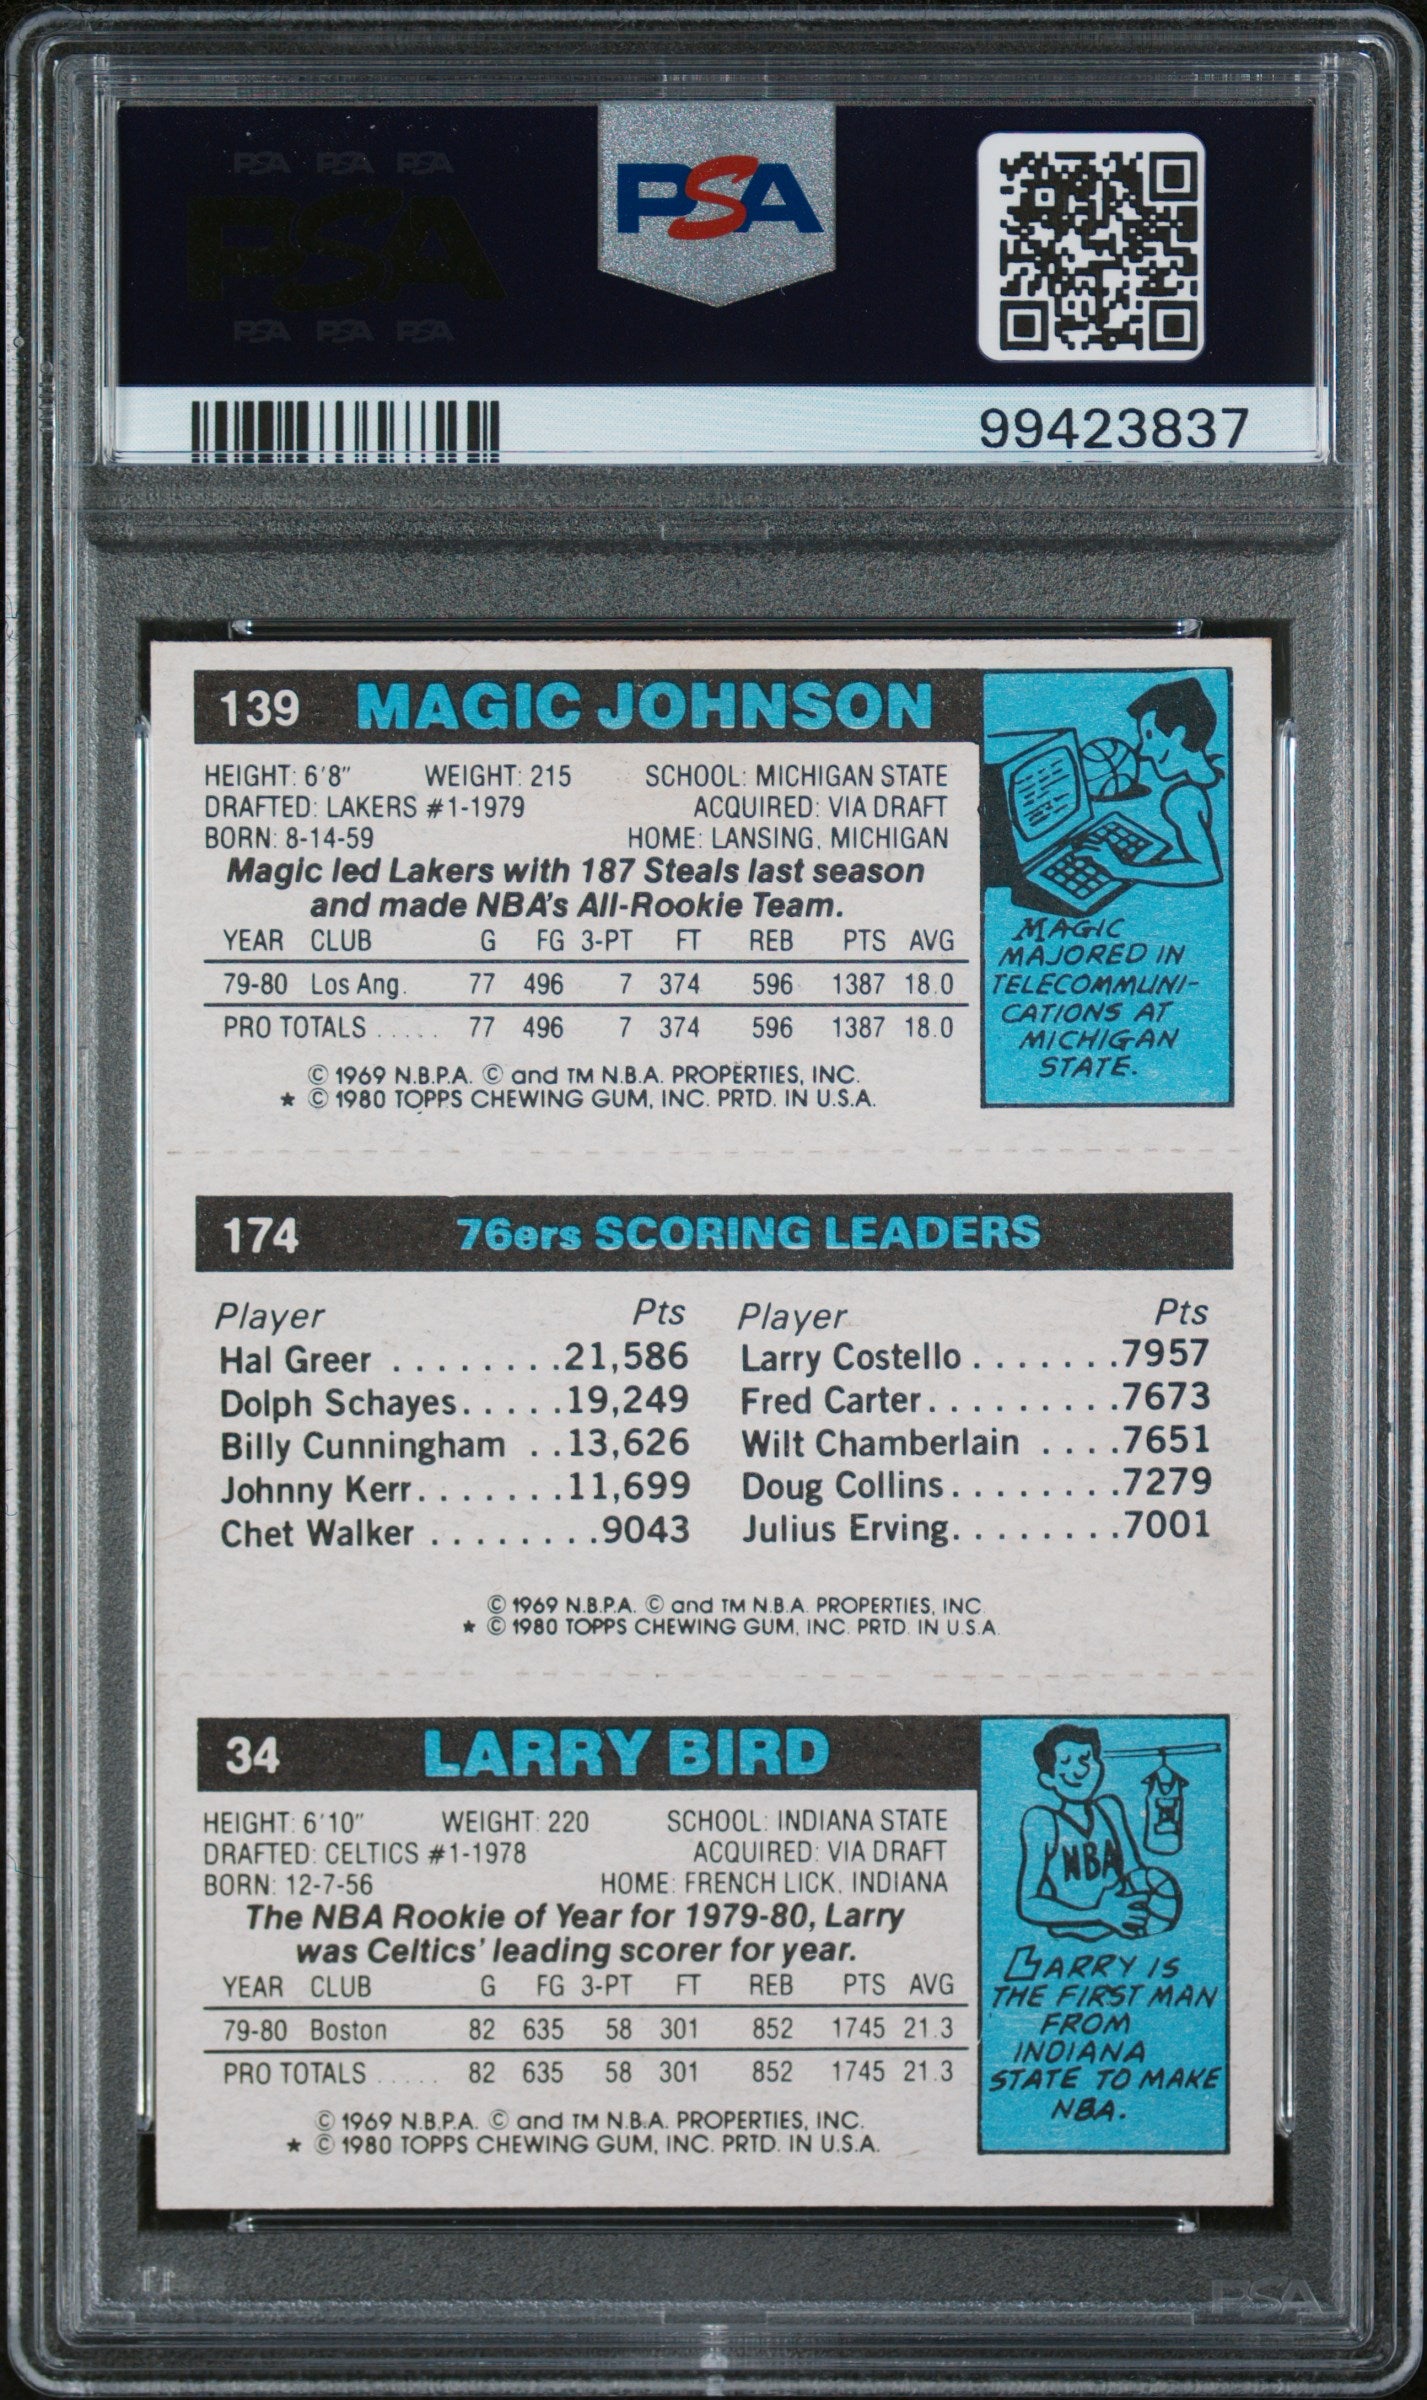 PSA PSA PSA
PSA
PSA PSA PSA
PSA
99423837
139 MAGIC JOHNSON
HEIGHT: 6'8" WEIGHT: 215 SCHOOL: MICHIGAN STATE
DRAFTED: LAKERS #1-1979 ACQUIRED: VIA DRAFT
BORN: 8-14-59 HOME: LANSING, MICHIGAN
Magic led Lakers with 187 Steals last season
and made NBA's All-Rookie Team.
YEAR CLUB G FG 3-PT FT REB PTS AVG
79-80 Los Ang. 77 496 7 374 596 1387 18.0
PRO TOTALS ..... 77 496 7 374 596 1387 18.0
© 1969 N.B.P.A. © and TM N.B.A. PROPERTIES, INC.
* © 1980 TOPPS CHEWING GUM, INC. PRTD. IN U.S.A.
MAGIC
MAJORED IN
TELECOMMUNI-
CATIONS AT
MICHIGAN
STATE.
174 76ers SCORING LEADERS
Player Pts Player Pts
Hal Greer ........21,586 Larry Costello.......7957
Dolph Schayes.....19,249 Fred Carter.........7673
Billy Cunningham ..13,626 Wilt Chamberlain ....7651
Johnny Kerr.......11,699 Doug Collins........7279
Chet Walker ........9043 Julius Erving........7001
© 1969 N.B.P.A. © and TM N.B.A. PROPERTIES, INC.
* © 1980 TOPPS CHEWING GUM, INC. PRTD. IN U.S.A.
34 LARRY BIRD
HEIGHT: 6'10" WEIGHT: 220 SCHOOL: INDIANA STATE
DRAFTED: CELTICS #1-1978 ACQUIRED: VIA DRAFT
BORN: 12-7-56 HOME: FRENCH LICK, INDIANA
The NBA Rookie of Year for 1979-80, Larry
was Celtics' leading scorer for year.
YEAR CLUB G FG 3-PT FT REB PTS AVG
79-80 Boston 82 635 58 301 852 1745 21.3
PRO TOTALS ..... 82 635 58 301 852 1745 21.3
© 1969 N.B.P.A. © and TM N.B.A. PROPERTIES, INC.
* © 1980 TOPPS CHEWING GUM, INC. PRTD. IN U.S.A.
NBA
LARRY IS
THE FIRST MAN
FROM
INDIANA
STATE TO MAKE
NBA.
PSA